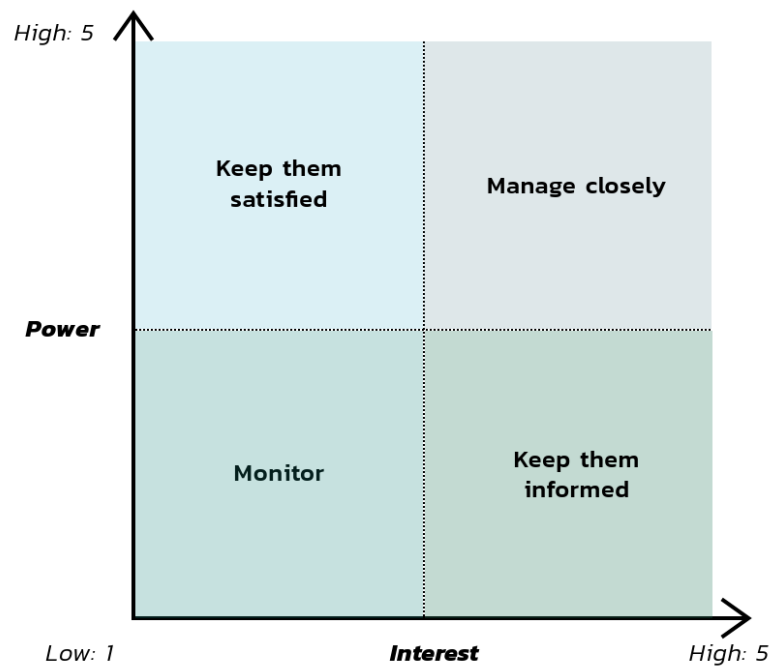 High: 5
Keep them
satisfied
Manage closely
Power
Monitor
Keep them
informed
Low: 1
Interest
High: 5